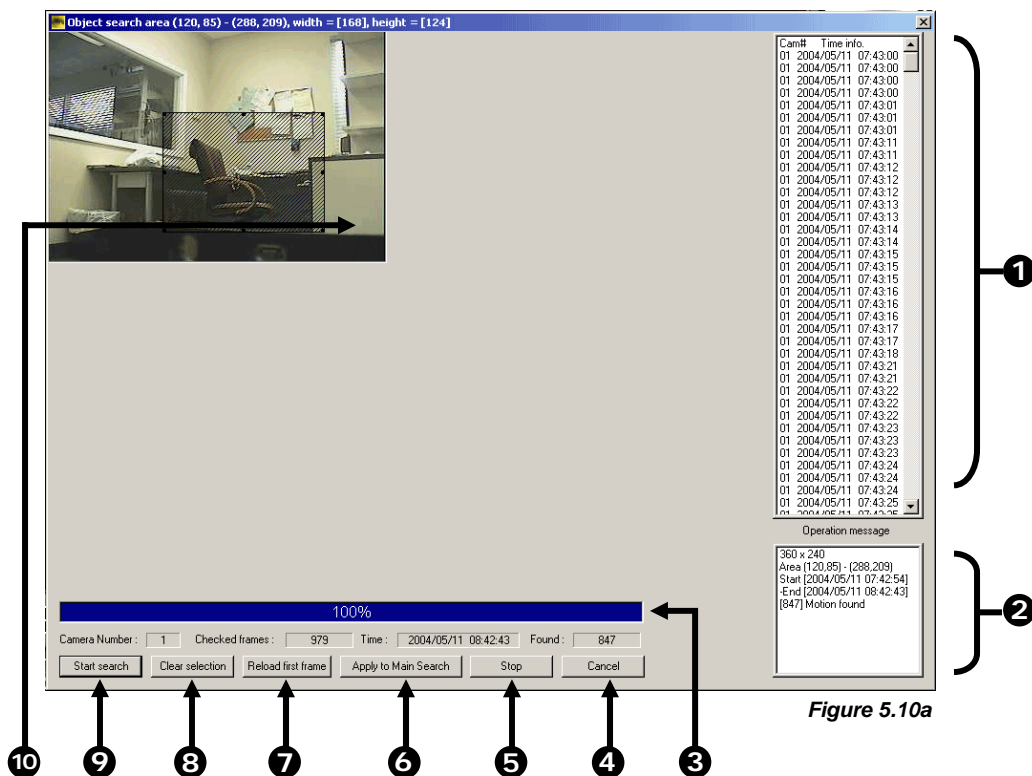 Object search area (120, 85) - (288, 209), width = [168], height = [124]
Cam# Time info.
01 2004/05/11 07:43:00
01 2004/05/11 07:43:00
01 2004/05/11 07:43:00
01 2004/05/11 07:43:00
01 2004/05/11 07:43:01
01 2004/05/11 07:43:01
01 2004/05/11 07:43:01
01 2004/05/11 07:43:11
01 2004/05/11 07:43:11
01 2004/05/11 07:43:12
01 2004/05/11 07:43:12
01 2004/05/11 07:43:12
01 2004/05/11 07:43:13
01 2004/05/11 07:43:13
01 2004/05/11 07:43:14
01 2004/05/11 07:43:14
01 2004/05/11 07:43:15
01 2004/05/11 07:43:15
01 2004/05/11 07:43:15
01 2004/05/11 07:43:16
01 2004/05/11 07:43:16
01 2004/05/11 07:43:16
01 2004/05/11 07:43:17
01 2004/05/11 07:43:17
01 2004/05/11 07:43:18
01 2004/05/11 07:43:21
01 2004/05/11 07:43:21
01 2004/05/11 07:43:22
01 2004/05/11 07:43:22
01 2004/05/11 07:43:22
01 2004/05/11 07:43:23
01 2004/05/11 07:43:23
01 2004/05/11 07:43:23
01 2004/05/11 07:43:24
01 2004/05/11 07:43:24
01 2004/05/11 07:43:24
01 2004/05/11 07:43:25
01 2004/05/11 07:43:25
1
Operation message
360 x 240
Area (120,85) - (288,209)
Start [2004/05/11 07:42:54]
-End [2004/05/11 08:42:43]
[847] Motion found
2
100%
Camera Number : 1 Checked frames : 979 Time : 2004/05/11 08:42:43 Found : 847
Start search Clear selection Reload first frame Apply to Main Search Stop Cancel
Figure 5.10a
10 9 8 7 6 5 4 3